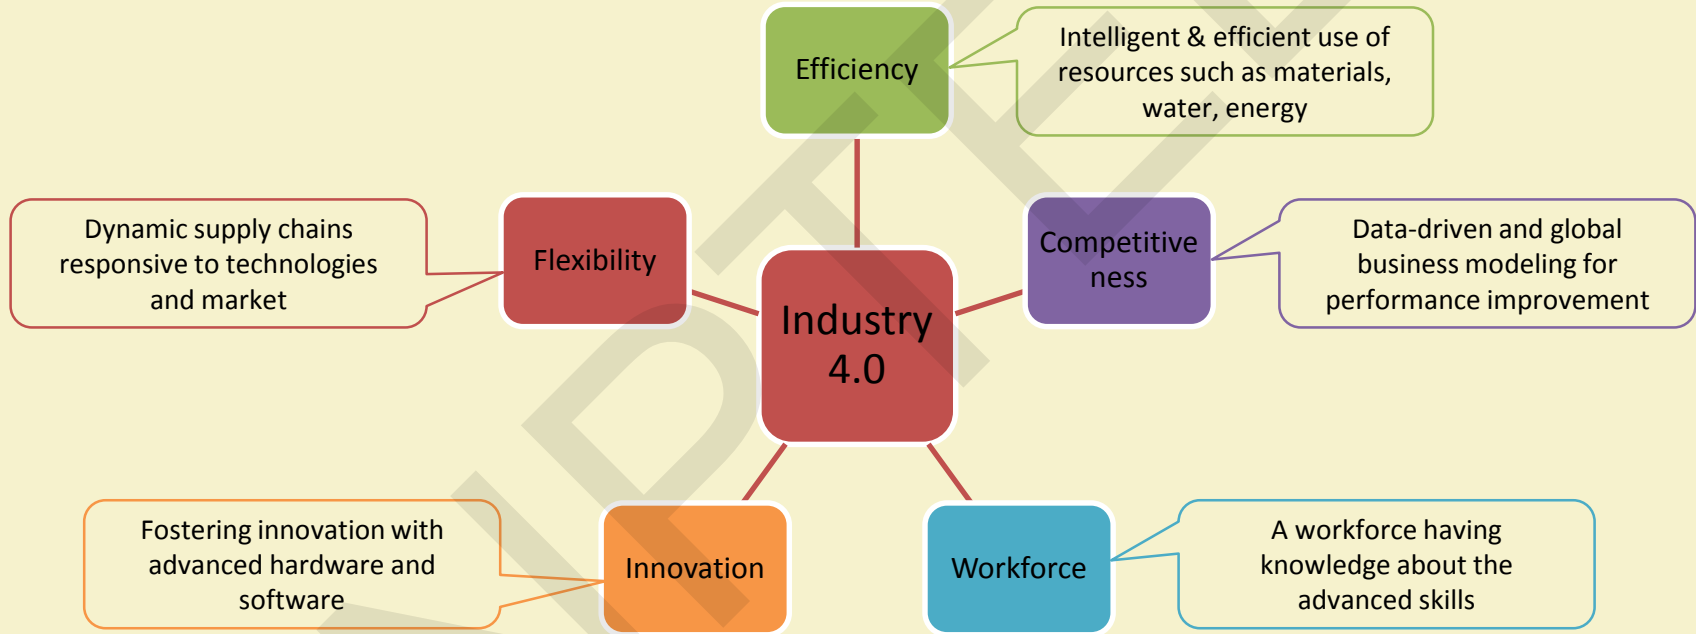 Efficiency
Intelligent & efficient use of
resources such as materials,
water, energy
Dynamic supply chains
responsive to technologies
and market
Flexibility
Competitive
ness
Data-driven and global
business modeling for
performance improvement
Industry
4.0
Fostering innovation with
advanced hardware and
software
Innovation
Workforce
A workforce having
knowledge about the
advanced skills
NPTEL